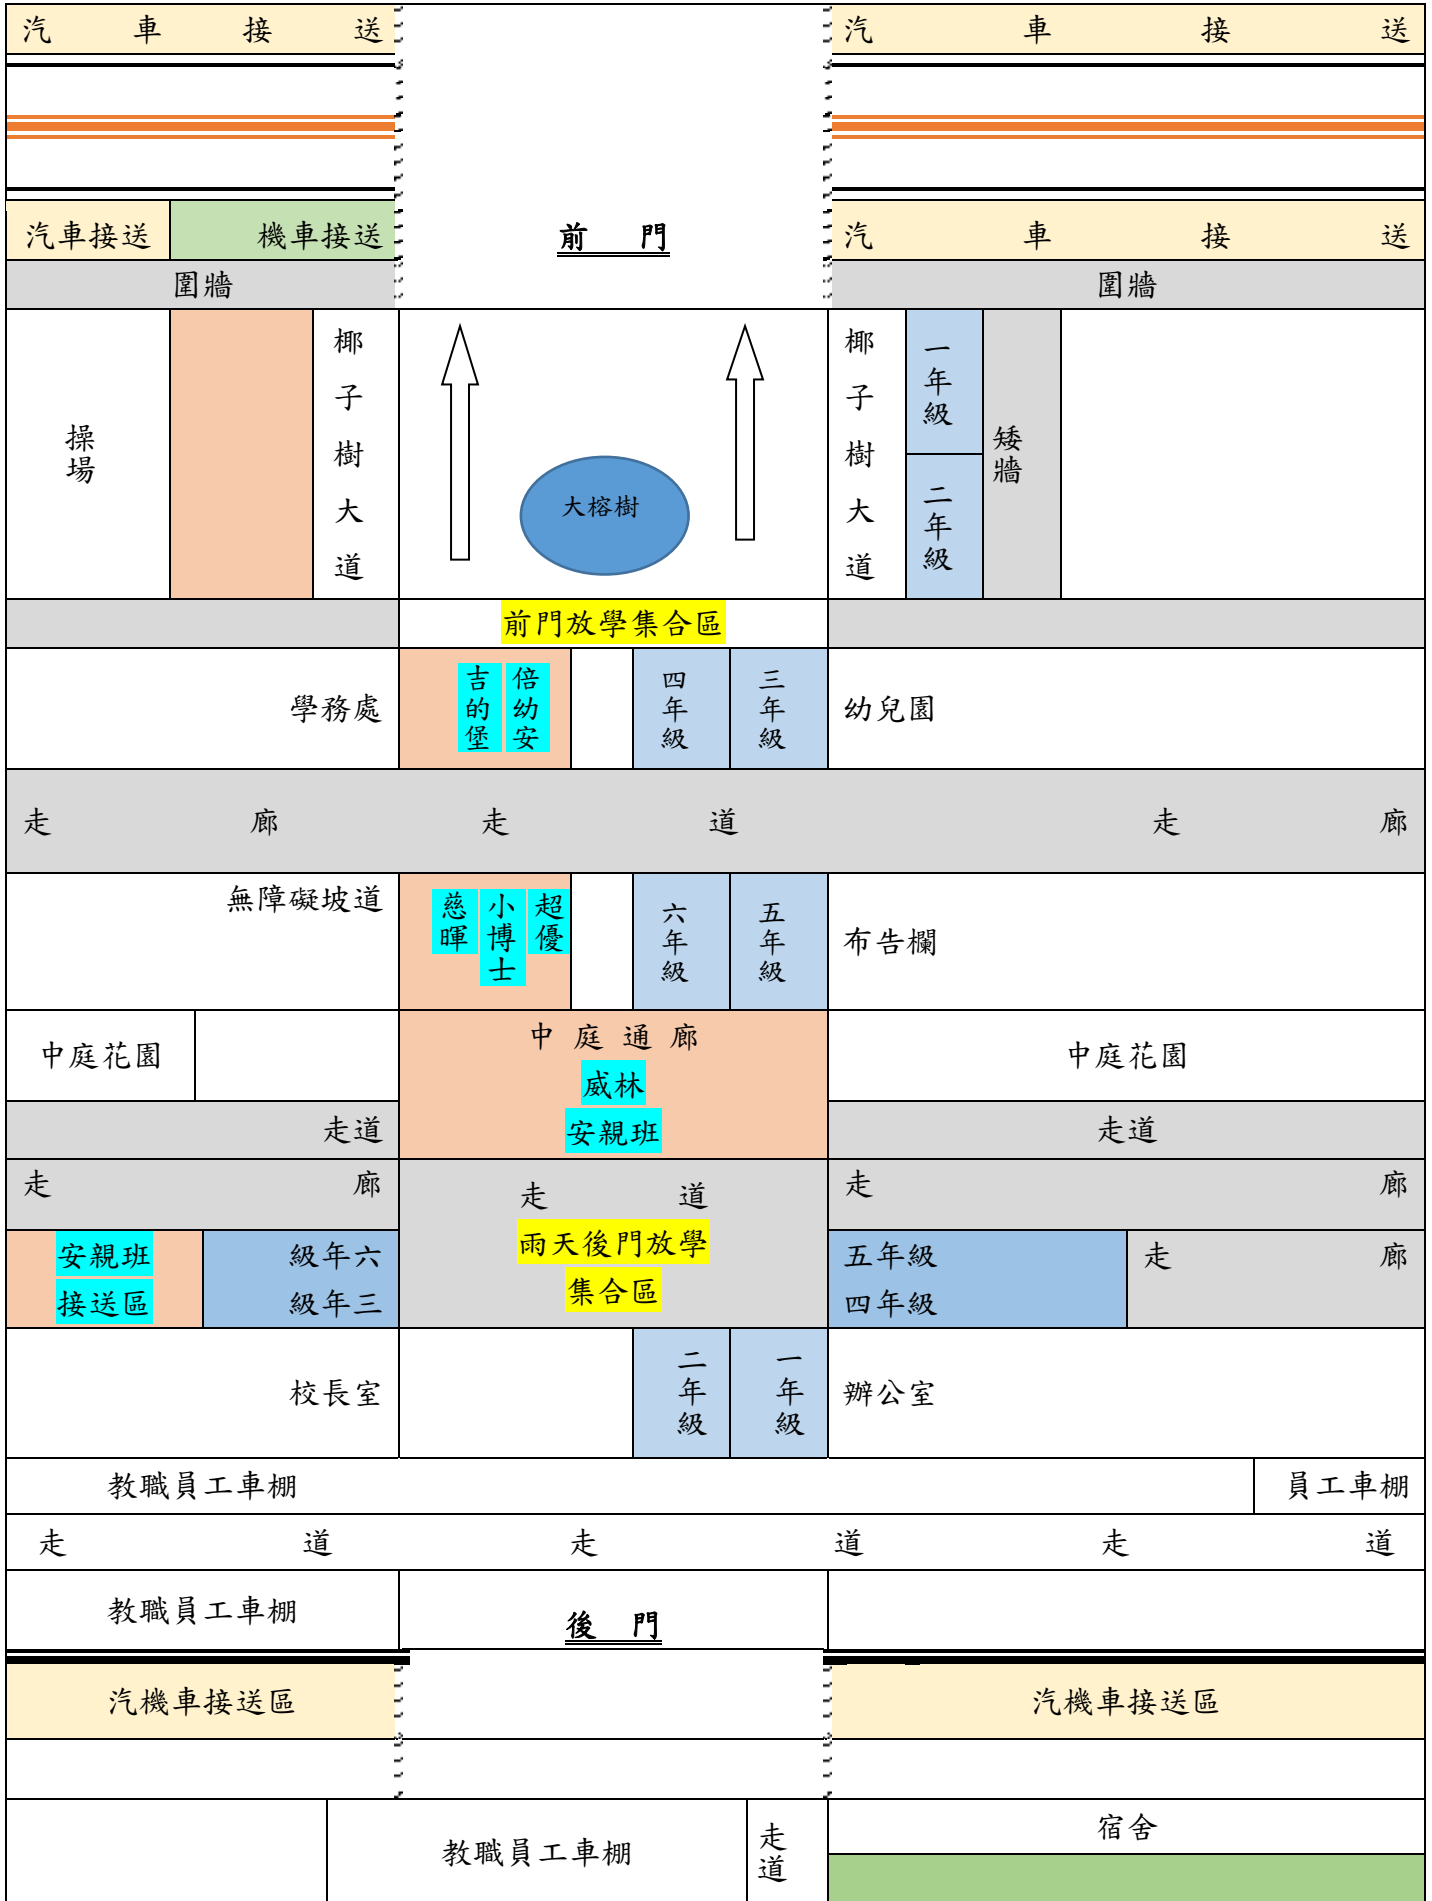 汽車接送
汽車接送
汽車接送
機車接送
前門
汽車接送
圍牆
圍牆
操場
椰子樹大道
大榕樹
椰子樹大道
一年級
二年級
矮牆
前門放學集合區
學務處
吉的堡
倍幼安
四年級
三年級
幼兒園
走廊走道走廊
無障礙坡道
慈暉
小博士
超優
六年級
五年級
布告欄
中庭花園
中庭通廊
威林
安親班
中庭花園
走道
走道
走廊
走道
雨天後門放學
集合區
走廊
安親班
接送區
級年六
級年三
五年級
四年級
走廊
校長室
二年級
一年級
辦公室
教職員工車棚
員工車棚
走道走道走道
教職員工車棚
後門
汽機車接送區
汽機車接送區
教職員工車棚
走道
宿舍